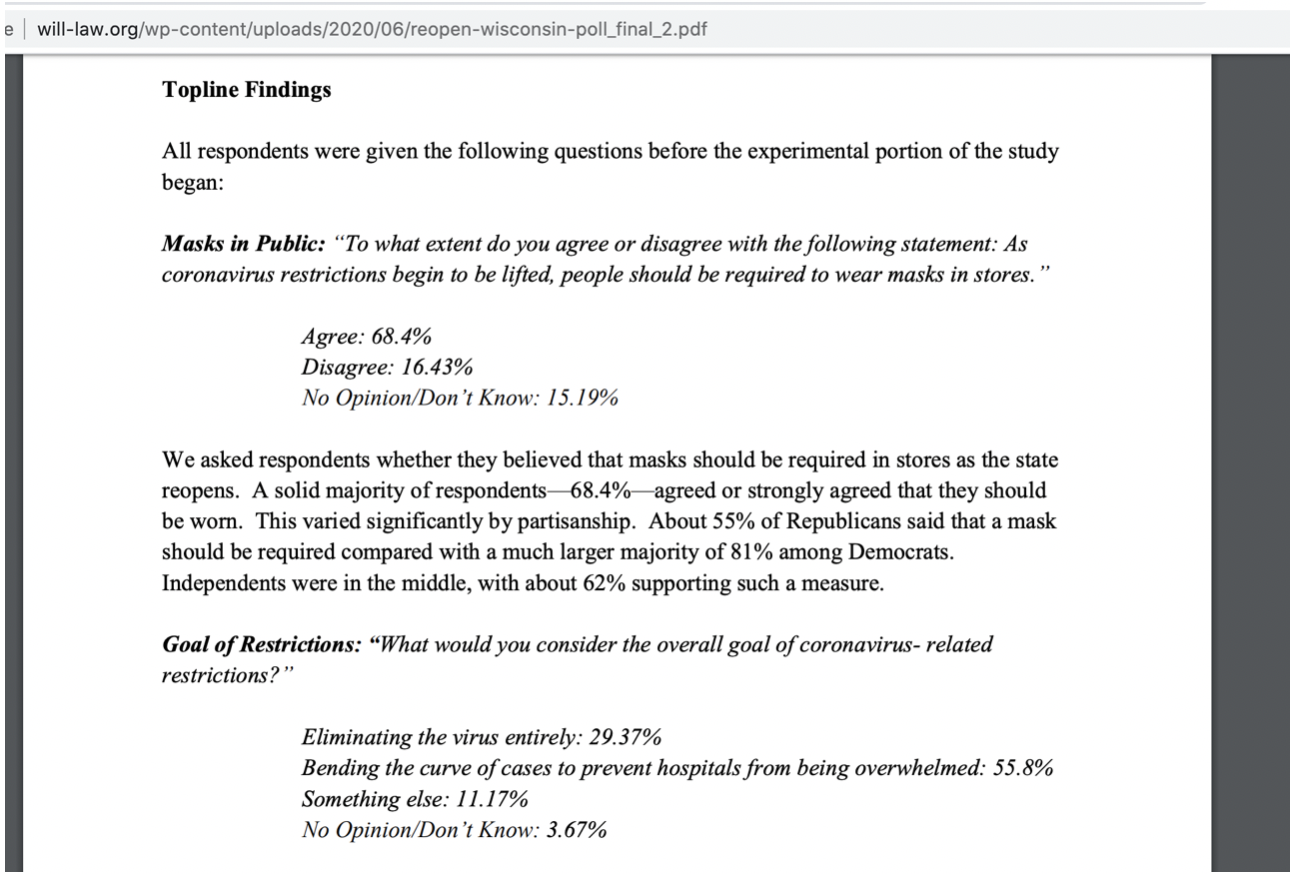 e will-law.org/wp-content/uploads/2020/06/reopen-wisconsin-poll_final_2.pdf
Topline Findings
All respondents were given the following questions before the experimental portion of the study
began:
Masks in Public: “To what extent do you agree or disagree with the following statement: As
coronavirus restrictions begin to be lifted, people should be required to wear masks in stores.”
Agree: 68.4%
Disagree: 16.43%
No Opinion/Don’t Know: 15.19%
We asked respondents whether they believed that masks should be required in stores as the state
reopens.  A solid majority of respondents—68.4%—agreed or strongly agreed that they should
be worn.  This varied significantly by partisanship.  About 55% of Republicans said that a mask
should be required compared with a much larger majority of 81% among Democrats.
Independents were in the middle, with about 62% supporting such a measure.
Goal of Restrictions: “What would you consider the overall goal of coronavirus- related
restrictions?”
Eliminating the virus entirely: 29.37%
Bending the curve of cases to prevent hospitals from being overwhelmed: 55.8%
Something else: 11.17%
No Opinion/Don’t Know: 3.67%